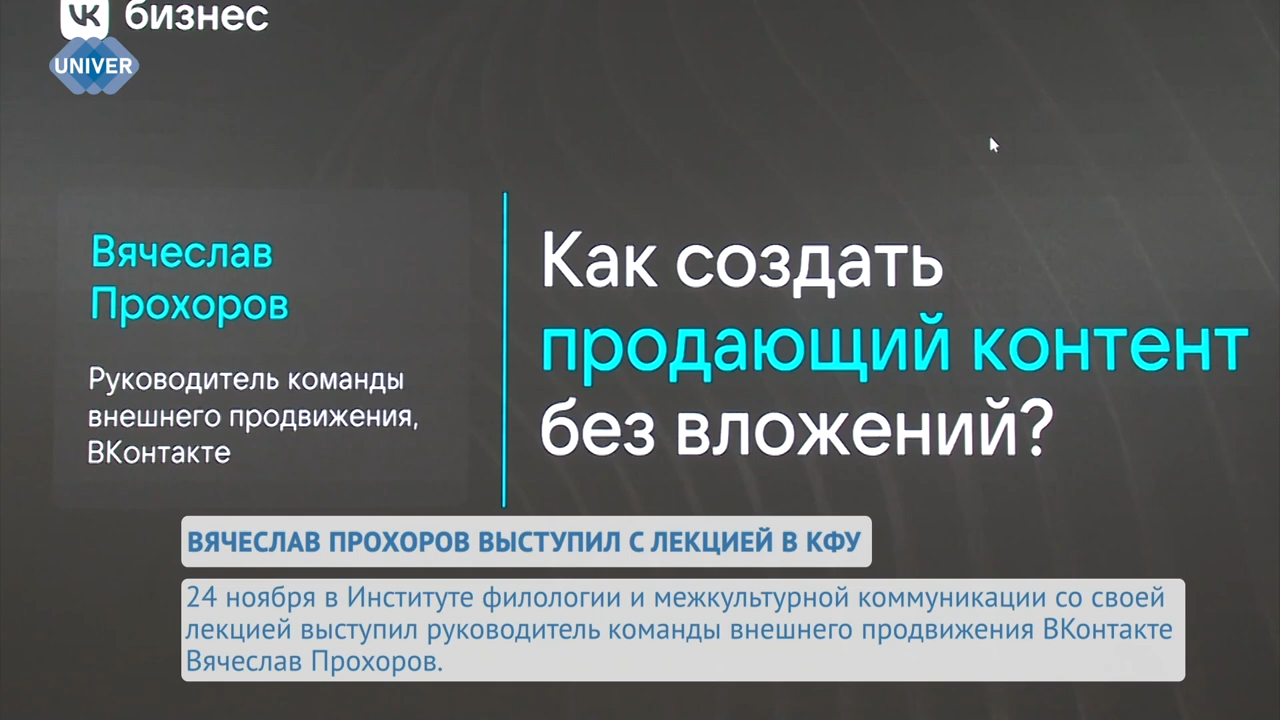 VK бизнес
UNIVER
Вячеслав
Прохоров
Руководитель команды
внешнего продвижения,
ВКонтакте
Как создать
продающий контент
без вложений?
ВЯЧЕСЛАВ ПРОХОРОВ ВЫСТУПИЛ С ЛЕКЦИЕЙ В КФУ
24 ноября в Институте филологии и межкультурной коммуникации со своей
лекцией выступил руководитель команды внешнего продвижения ВКонтакте
Вячеслав Прохоров.